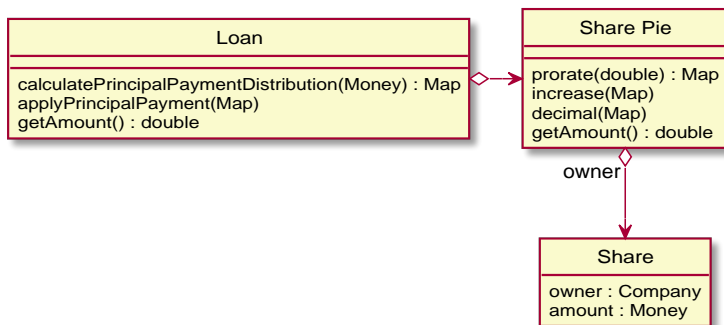 Loan
calculatePrincipalPaymentDistribution(Money) : Map
applyPrincipalPayment(Map)
getAmount() : double
Share Pie
prorate(double) : Map
increase(Map)
decimal(Map)
getAmount() : double
owner
Share
owner : Company
amount : Money